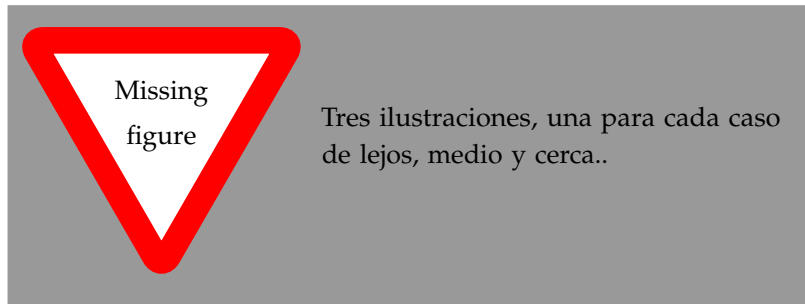 Missing
figure
Tres ilustraciones, una para cada caso
de lejos, medio y cerca..